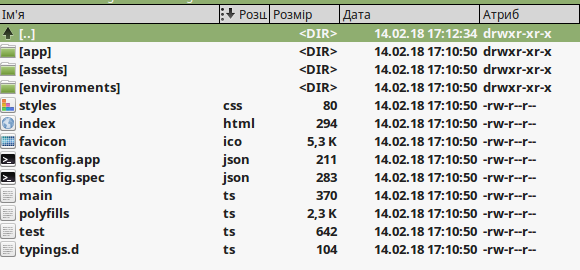 Ім'я Розш Розмір Дата Атриб
[..] <DIR> 14.02.18 17:12:34 drwxr-xr-x
[app] <DIR> 14.02.18 17:10:50 drwxr-xr-x
[assets] <DIR> 14.02.18 17:10:50 drwxr-xr-x
[environments] <DIR> 14.02.18 17:10:50 drwxr-xr-x
styles css 80 14.02.18 17:10:50 -rw-r--r--
index html 294 14.02.18 17:10:50 -rw-r--r--
favicon ico 5,3 K 14.02.18 17:10:50 -rw-r--r--
tsconfig.app json 211 14.02.18 17:10:50 -rw-r--r--
tsconfig.spec json 283 14.02.18 17:10:50 -rw-r--r--
main ts 370 14.02.18 17:10:50 -rw-r--r--
polyfills ts 2,3 K 14.02.18 17:10:50 -rw-r--r--
test ts 642 14.02.18 17:10:50 -rw-r--r--
typings.d ts 104 14.02.18 17:10:50 -rw-r--r--